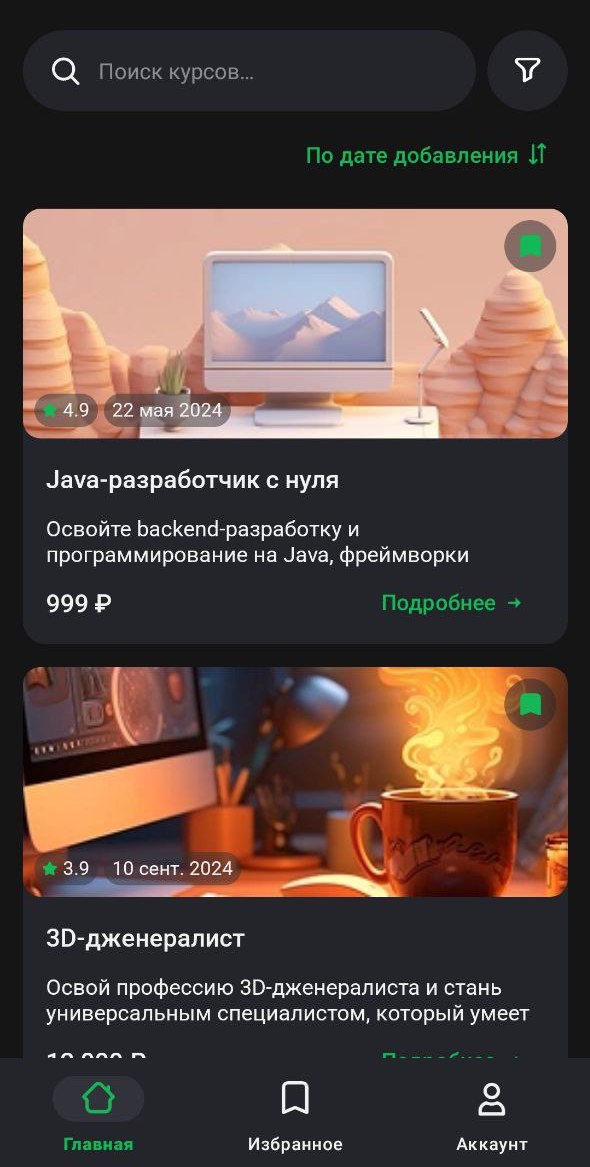 Поиск курсов…
По дате добавления
4.9 22 мая 2024
Java-разработчик с нуля
Освойте backend-разработку и
программирование на Java, фреймворки
999 ₽ Подробнее →
3.9 10 сент. 2024
3D-дженералист
Освой профессию 3D-дженералиста и стань
универсальным специалистом, который умеет
Подробнее
Главная Избранное Аккаунт